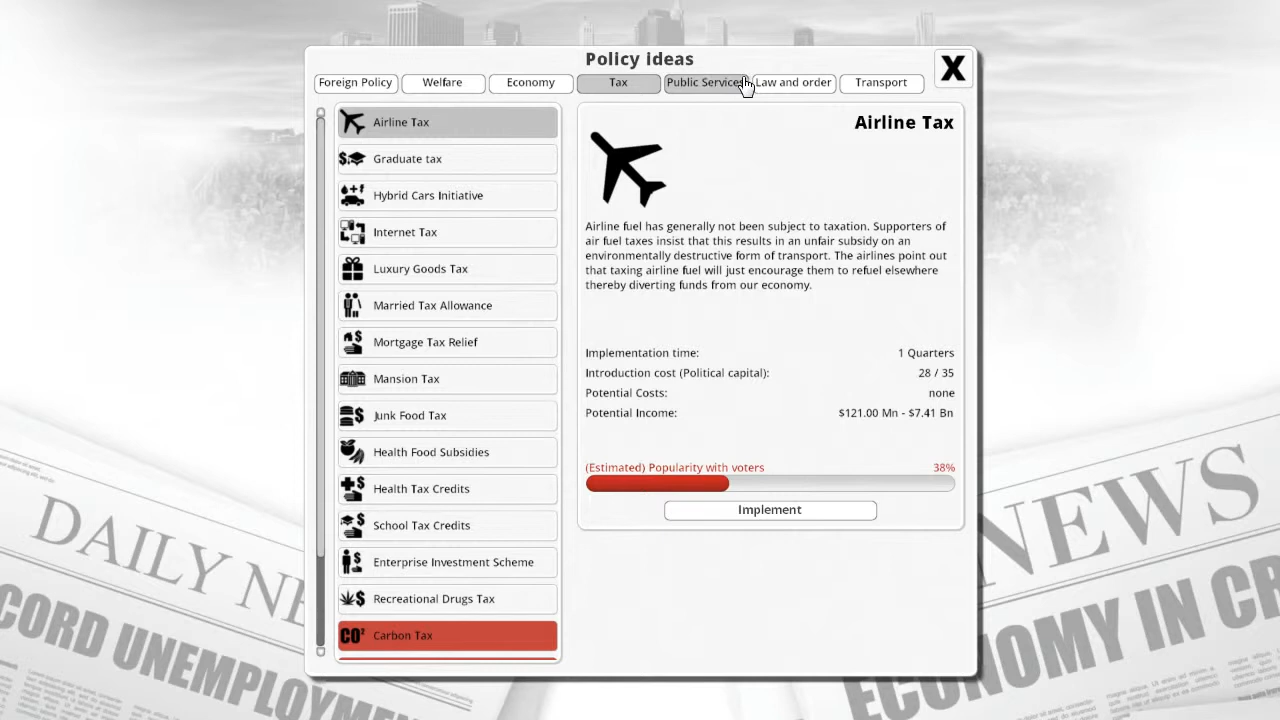 Policy ideas
X
Foreign Policy
Welfare
Economy
Tax
Public Services
Law and order
Transport
Airline Tax
Graduate tax
Hybrid Cars Initiative
Internet Tax
Luxury Goods Tax
Married Tax Allowance
Mortgage Tax Relief
Mansion Tax
Junk Food Tax
Health Food Subsidies
Health Tax Credits
School Tax Credits
Enterprise Investment Scheme
Recreational Drugs Tax
CO² Carbon Tax
Airline Tax
Airline fuel has generally not been subject to taxation. Supporters of
air fuel taxes insist that this results in an unfair subsidy on an
environmentally destructive form of transport. The airlines point out
that taxing airline fuel will just encourage them to refuel elsewhere
thereby diverting funds from our economy.
Implementation time: 1 Quarters
Introduction cost (Political capital): 28 / 35
Potential Costs: none
Potential Income: $121.00 Mn - $7.41 Bn
(Estimated) Popularity with voters 38%
Implement
DAILY NE
CORD UNEMPLOYM
NEWS
ECONOMY IN CR